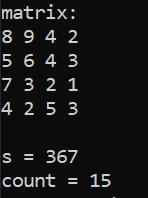 matrix:
8 9 4 2
5 6 4 3
7 3 2 1
4 2 5 3
s = 367
count = 15